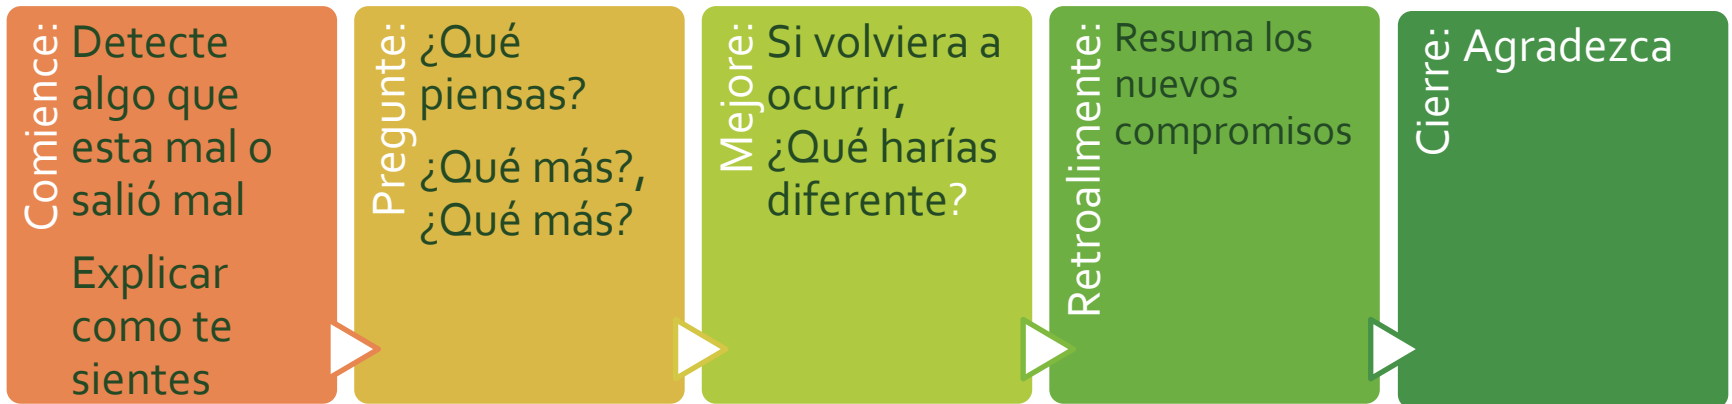 Comience:
Detecte
algo que
esta mal o
salió mal
Explicar
como te
sientes
Pregunte:
¿Qué
piensas?
¿Qué más?,
¿Qué más?
Mejore:
Si volviera a
ocurrir,
¿Qué harías
diferente?
Retroalimente:
Resuma los
nuevos
compromisos
Cierre:
Agradezca